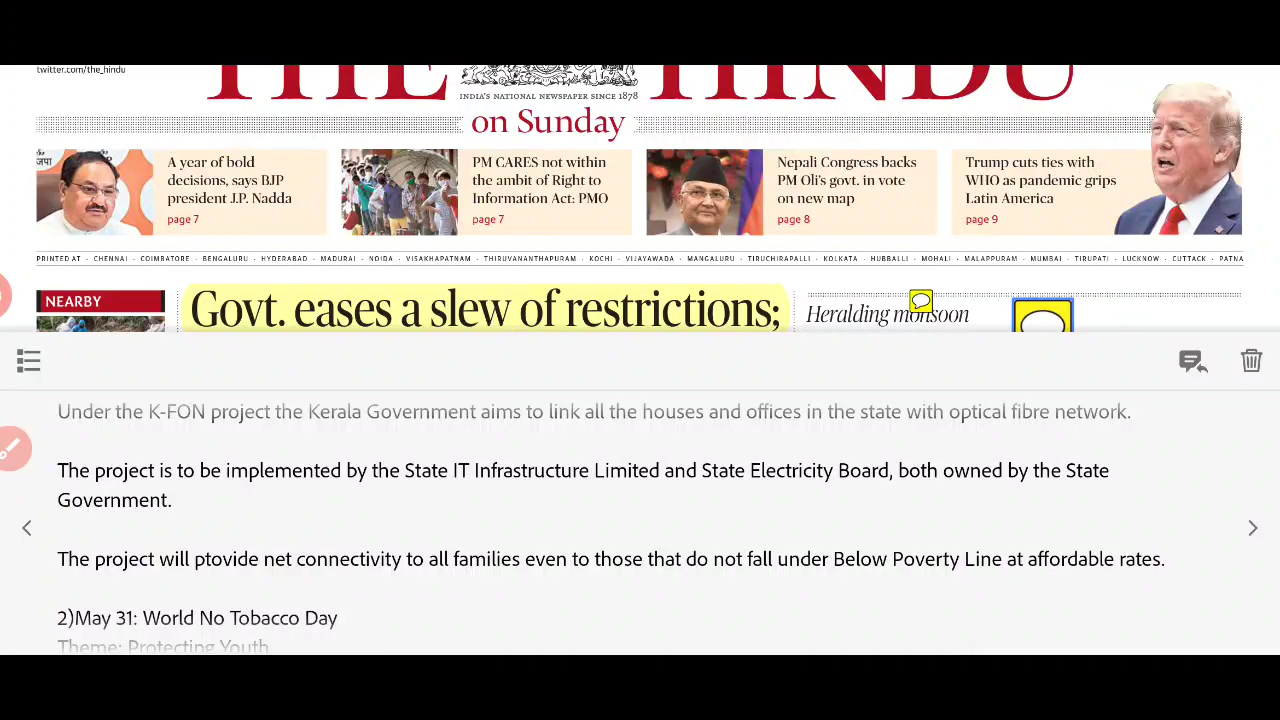 twitter.com/the_hindu
THE HINDU
INDIA'S NATIONAL NEWSPAPER SINCE 1878
on Sunday
A year of bold
decisions, says BJP
president J.P. Nadda
page 7
PM CARES not within
the ambit of Right to
Information Act: PMO
page 7
Nepali Congress backs
PM Oli's govt. in vote
on new map
page 8
Trump cuts ties with
WHO as pandemic grips
Latin America
page 9
PRINTED AT • CHENNAI • COIMBATORE • BENGALURU • HYDERABAD • MADURAI • NOIDA • VISAKHAPATNAM • THIRUVANANTHAPURAM • KOCHI • VIJAYAWADA • MANGALURU • TIRUCHIRAPALLI • KOLKATA • HUBBALLI • MOHALI • MALAPPURAM • MUMBAI • TIRUPATI • LUCKNOW • CUTTACK • PATNA
NEARBY
Govt. eases a slew of restrictions;
Heralding monsoon
Under the K-FON project the Kerala Government aims to link all the houses and offices in the state with optical fibre network.
The project is to be implemented by the State IT Infrastructure Limited and State Electricity Board, both owned by the State
Government.
The project will ptovide net connectivity to all families even to those that do not fall under Below Poverty Line at affordable rates.
2)May 31: World No Tobacco Day
Theme: Protecting Youth